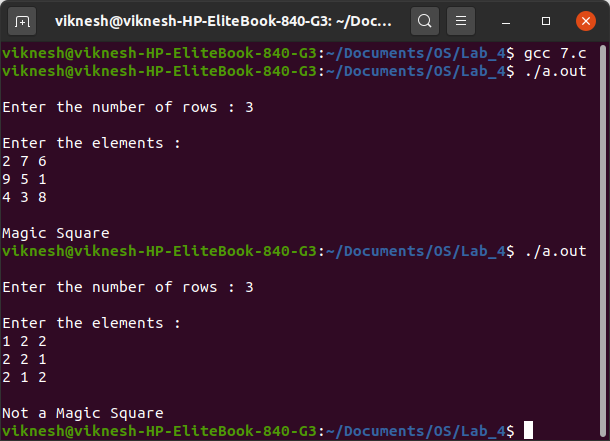 viknesh@viknesh-HP-EliteBook-840-G3: ~/Doc...
viknesh@viknesh-HP-EliteBook-840-G3:~/Documents/OS/Lab_4$ gcc 7.c
viknesh@viknesh-HP-EliteBook-840-G3:~/Documents/OS/Lab_4$ ./a.out
Enter the number of rows : 3
Enter the elements :
2 7 6
9 5 1
4 3 8
Magic Square
viknesh@viknesh-HP-EliteBook-840-G3:~/Documents/OS/Lab_4$ ./a.out
Enter the number of rows : 3
Enter the elements :
1 2 2
2 2 1
2 1 2
Not a Magic Square
viknesh@viknesh-HP-EliteBook-840-G3:~/Documents/OS/Lab_4$